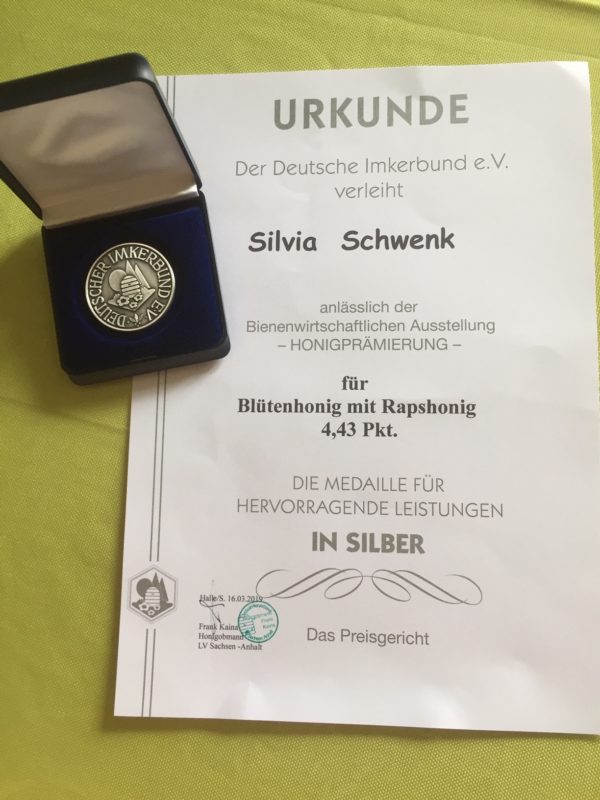 DEUTSCHER IMKERBUND E.V.
URKUNDE
Der Deutsche Imkerbund e.V.
verleiht
Silvia Schwenk
anlässlich der
Bienenwirtschaftlichen Ausstellung
– HONIGPRÄMIERUNG –
für
Blütenhonig mit Rapshonig
4,43 Pkt.
DIE MEDAILLE FÜR
HERVORRAGENDE LEISTUNGEN
IN SILBER
Halle/S. 16.03.2019
Frank Kaina
Honigobmann
LV Sachsen -Anhalt
Frank
Kaina
Das Preisgericht